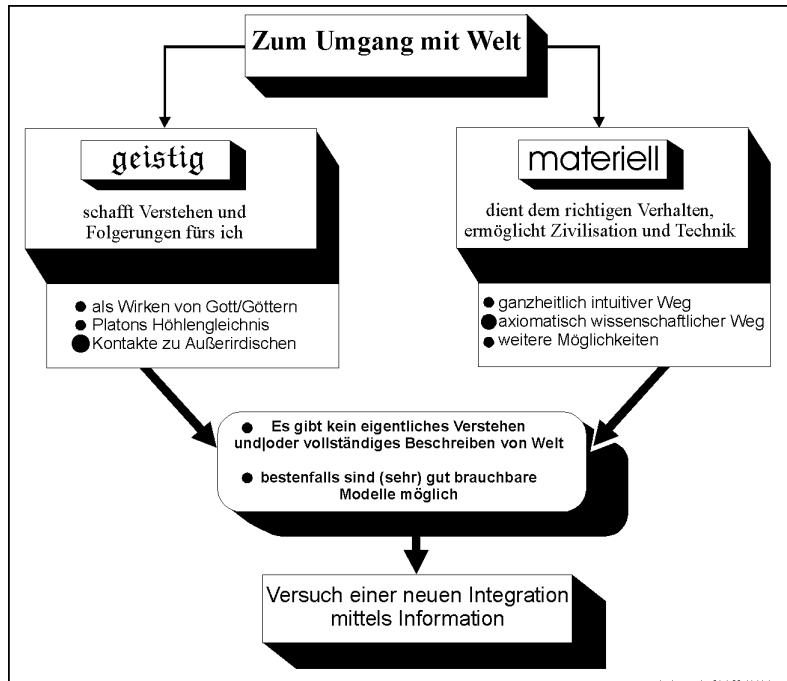 Zum Umgang mit Welt
geistig
schafft Verstehen und
Folgerungen fürs ich
● als Wirken von Gott/Göttern
● Platons Höhlengleichnis
● Kontakte zu Außerirdischen
materiell
dient dem richtigen Verhalten,
ermöglicht Zivilisation und Technik
● ganzheitlich intuitiver Weg
● axiomatisch wissenschaftlicher Weg
● weitere Möglichkeiten
● Es gibt kein eigentliches Verstehen
und|oder vollständiges Beschreiben von Welt
● bestenfalls sind (sehr) gut brauchbare
Modelle möglich
Versuch einer neuen Integration
mittels Information